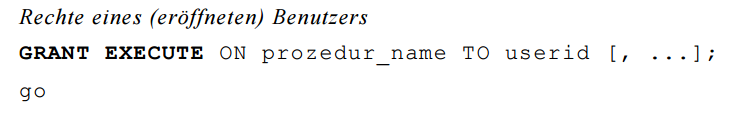 Rechte eines (eröffneten) Benutzers
GRANT EXECUTE ON prozedur_name TO userid [, ...];
go